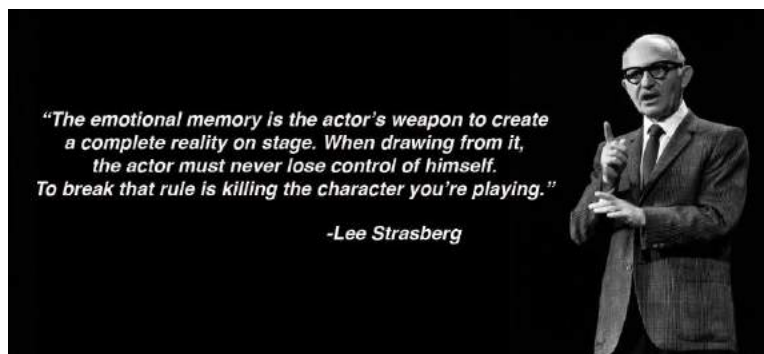 “The emotional memory is the actor’s weapon to create
a complete reality on stage. When drawing from it,
the actor must never lose control of himself.
To break that rule is killing the character you’re playing.”
-Lee Strasberg